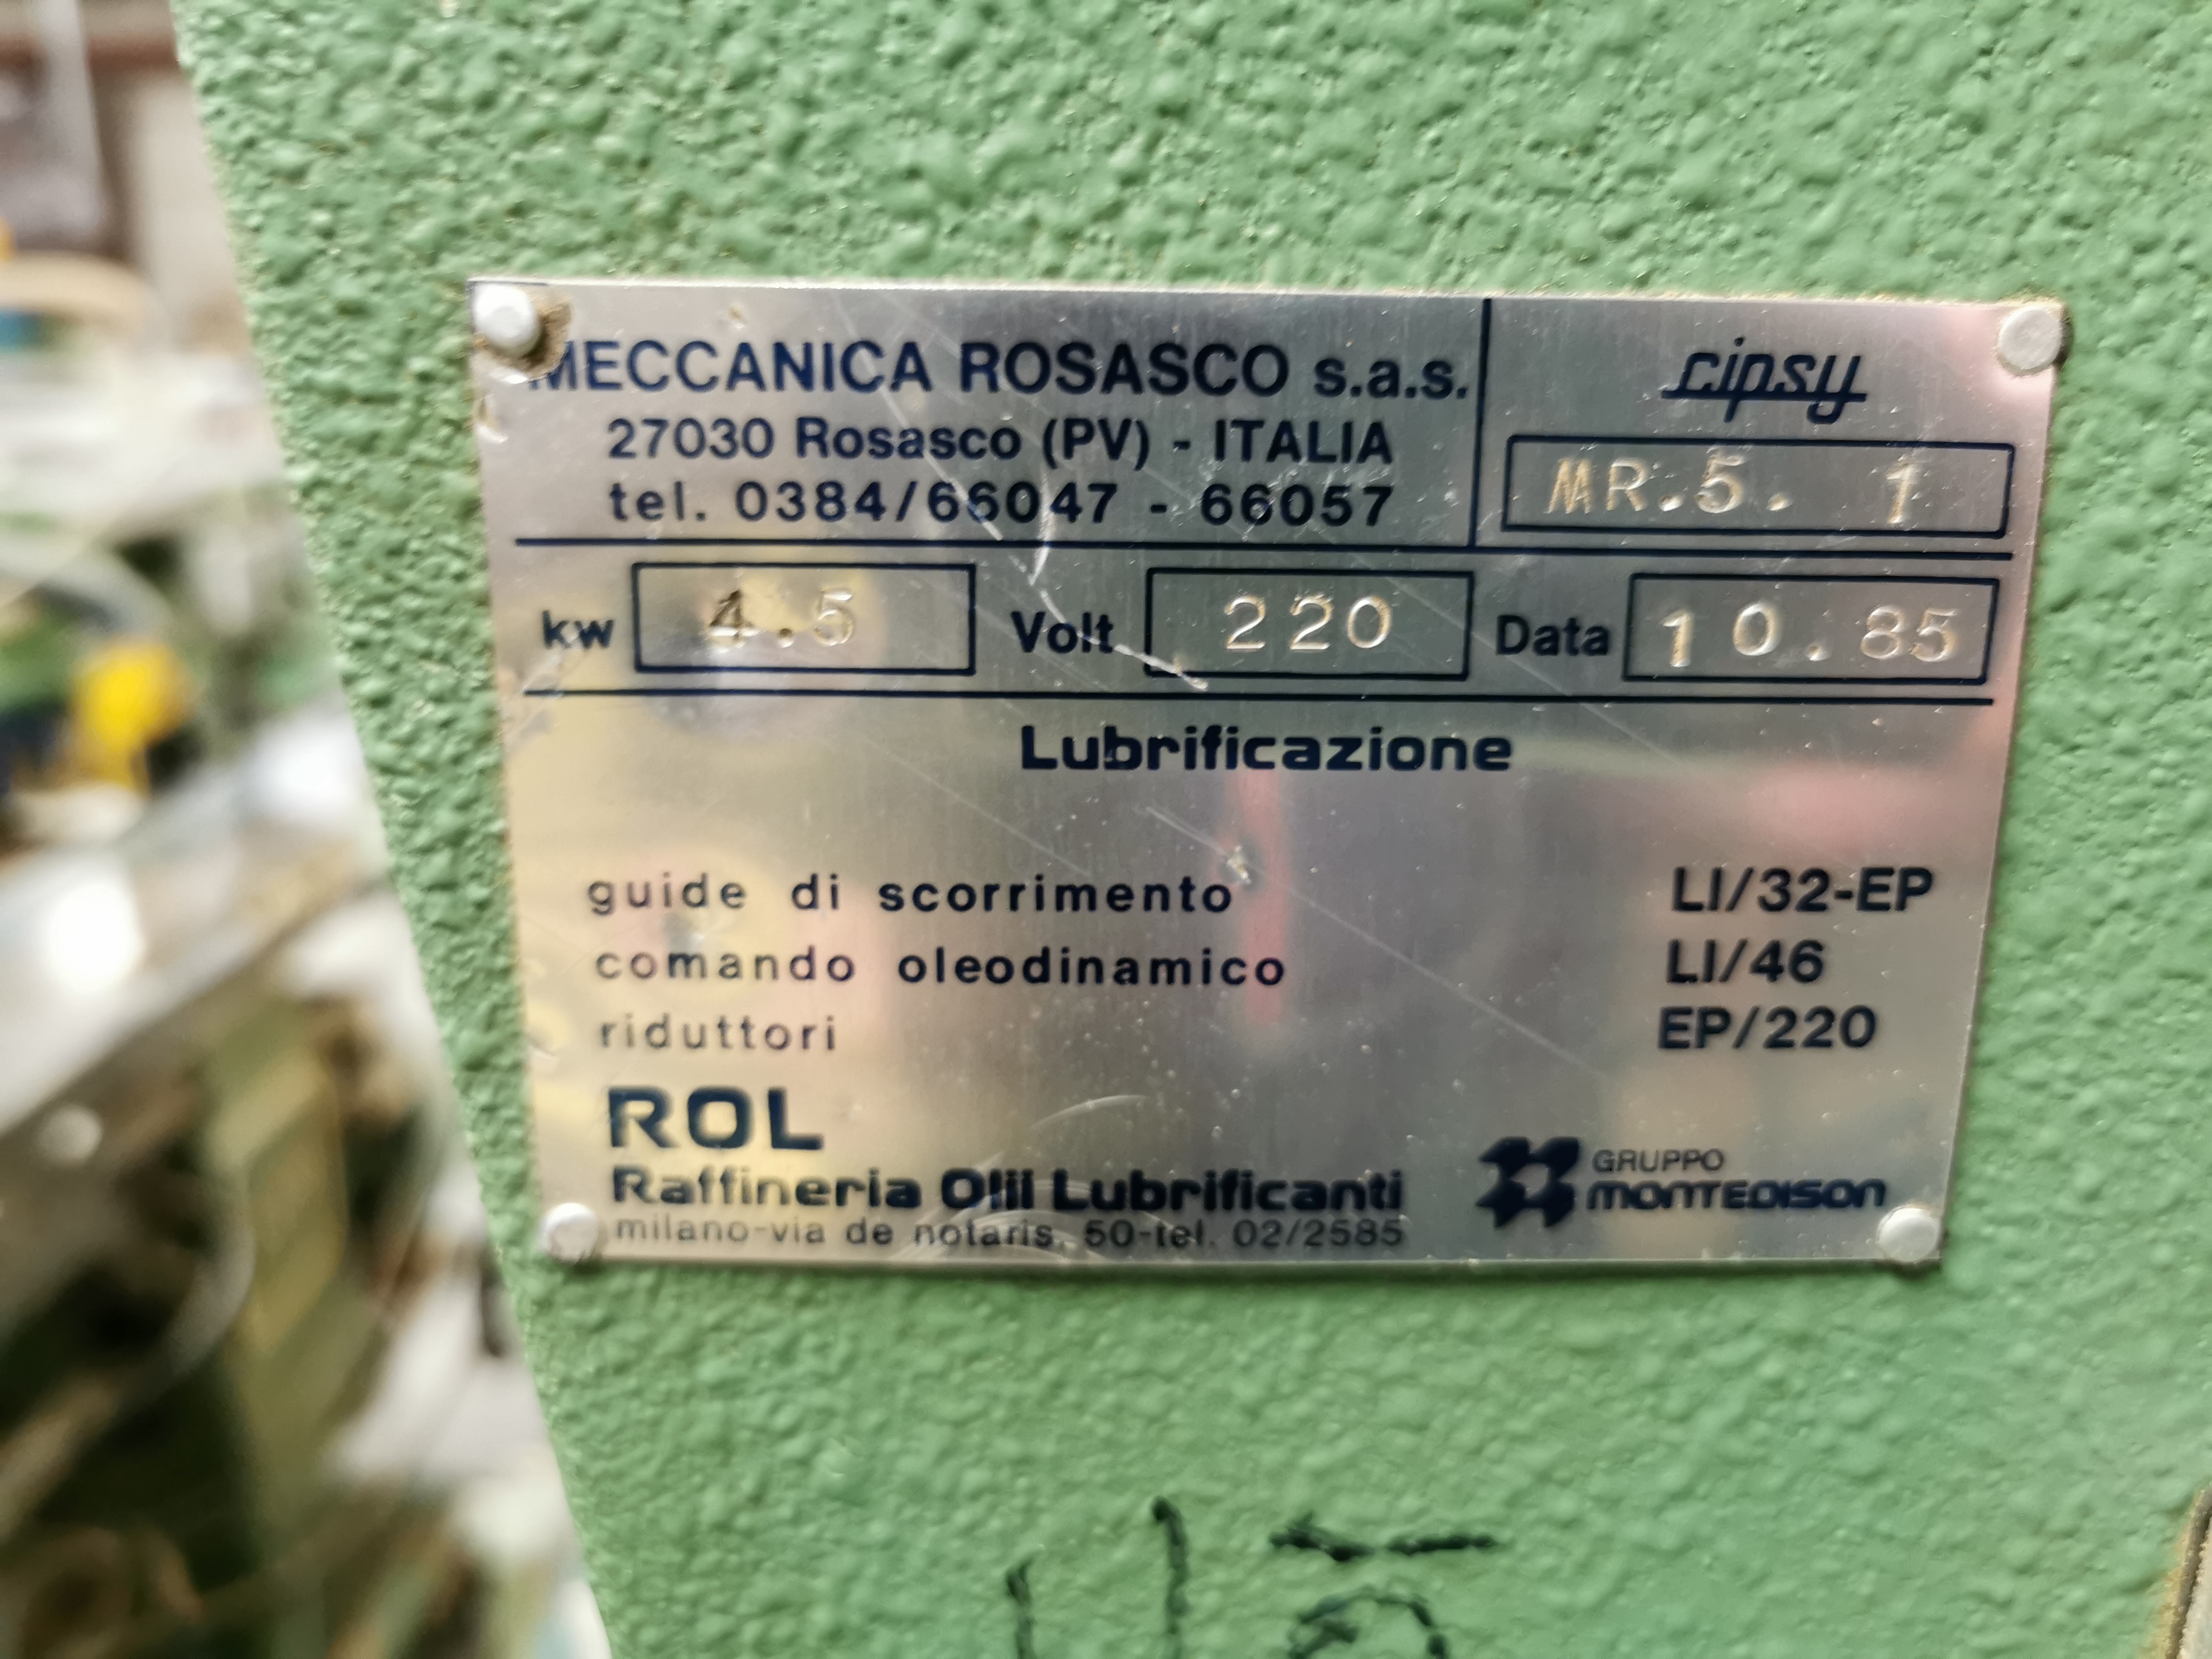 MECCANICA ROSASCO s.a.s.
27030 Rosasco (PV) - ITALIA
tel. 0384/66047 - 66057
cipsy
MR.5. 1
kw 4.5 Volt 220 Data 10.85
Lubrificazione
guide di scorrimento LI/32-EP
comando oleodinamico LI/46
riduttori EP/220
ROL
Raffineria Olii Lubrificanti
milano-via de notaris, 50-tel. 02/2585
GRUPPO
MONTEDISON